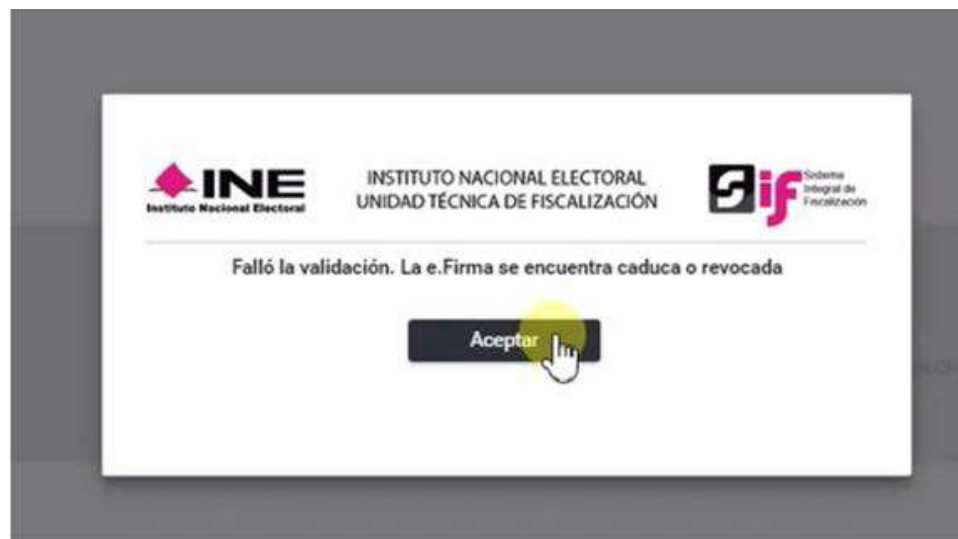 INE
Instituto Nacional Electoral
INSTITUTO NACIONAL ELECTORAL
UNIDAD TÉCNICA DE FISCALIZACIÓN
Sif
Sistema
Integral de
Fiscalización
Falló la validación. La e.Firma se encuentra caduca o revocada
Aceptar